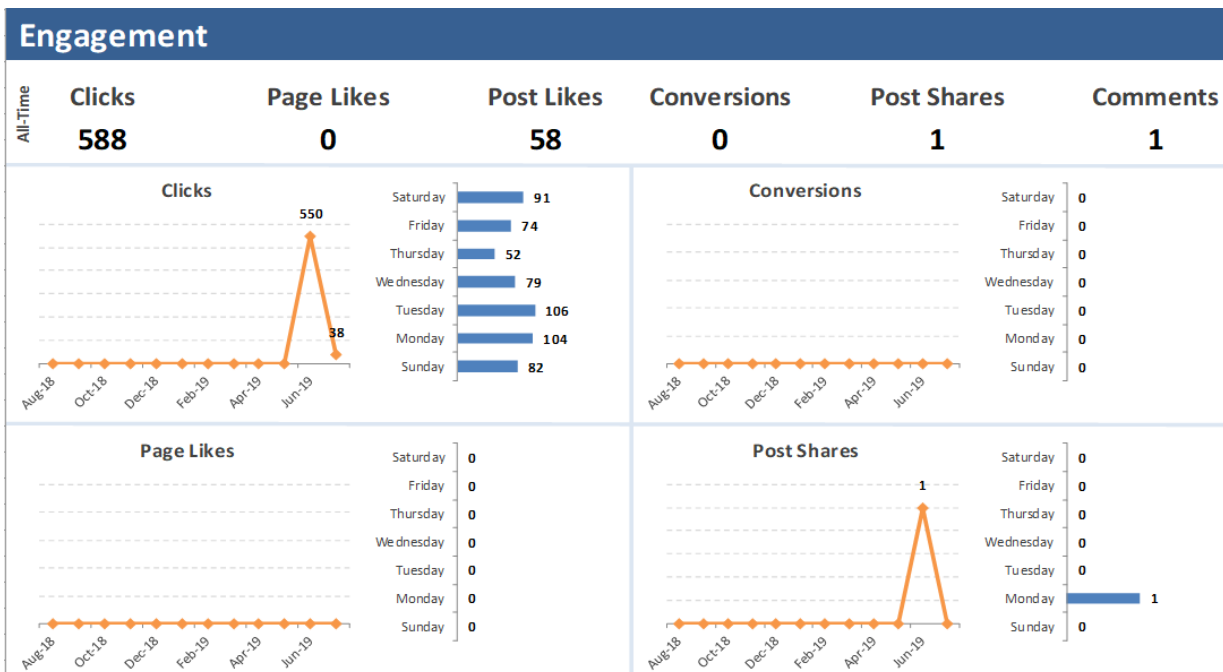 Engagement
All-Time
Clicks Page Likes Post Likes Conversions Post Shares Comments
588 0 58 0 1 1
Clicks
550
38
Aug-18 Oct-18 Dec-18 Feb-19 Apr-19 Jun-19
Saturday 91
Friday 74
Thursday 52
Wednesday 79
Tuesday 106
Monday 104
Sunday 82
Conversions
Aug-18 Oct-18 Dec-18 Feb-19 Apr-19 Jun-19
Saturday 0
Friday 0
Thursday 0
Wednesday 0
Tuesday 0
Monday 0
Sunday 0
Page Likes
Aug-18 Oct-18 Dec-18 Feb-19 Apr-19 Jun-19
Saturday 0
Friday 0
Thursday 0
Wednesday 0
Tuesday 0
Monday 0
Sunday 0
Post Shares
1
Aug-18 Oct-18 Dec-18 Feb-19 Apr-19 Jun-19
Saturday 0
Friday 0
Thursday 0
Wednesday 0
Tuesday 0
Monday 1
Sunday 0